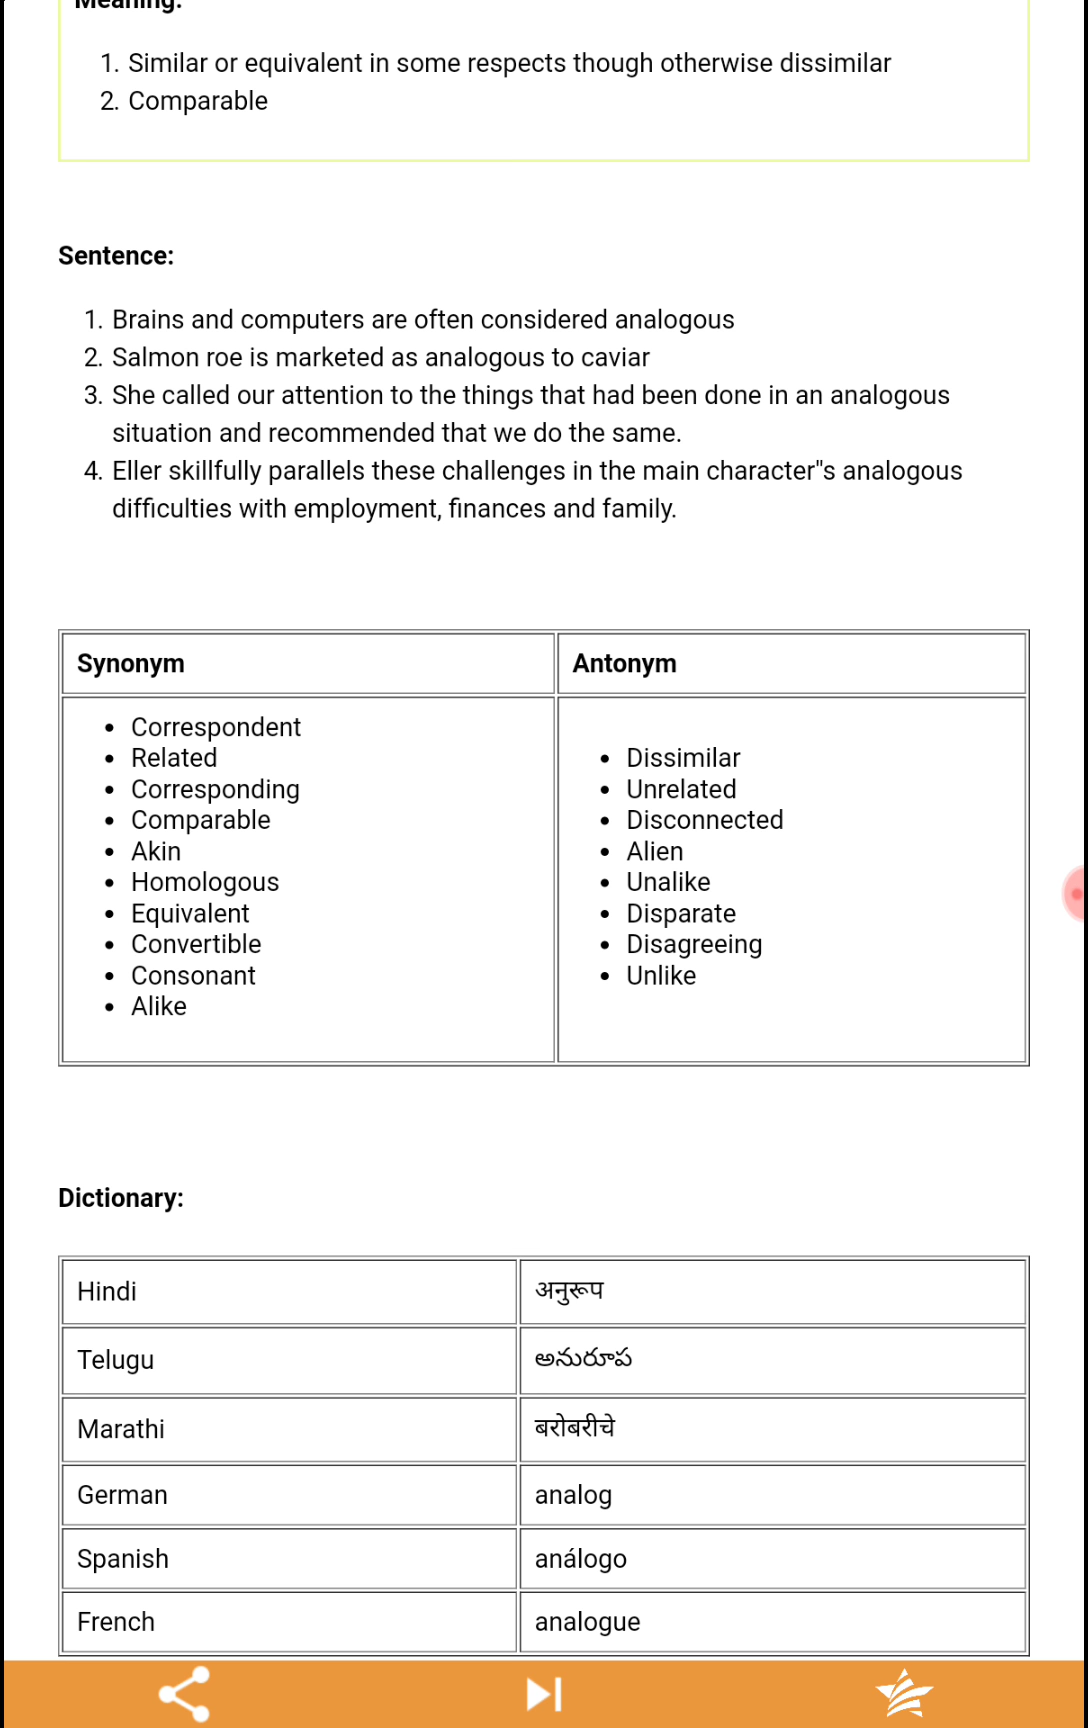 Meaning:
1. Similar or equivalent in some respects though otherwise dissimilar
2. Comparable
Sentence:
1. Brains and computers are often considered analogous
2. Salmon roe is marketed as analogous to caviar
3. She called our attention to the things that had been done in an analogous
situation and recommended that we do the same.
4. Eller skillfully parallels these challenges in the main character"s analogous
difficulties with employment, finances and family.
Synonym
Antonym
• Correspondent
• Related
• Corresponding
• Comparable
• Akin
• Homologous
• Equivalent
• Convertible
• Consonant
• Alike
• Dissimilar
• Unrelated
• Disconnected
• Alien
• Unalike
• Disparate
• Disagreeing
• Unlike
Dictionary:
Hindi अनुरूप
Telugu అనురూప
Marathi बरोबरीचे
German analog
Spanish análogo
French analogue